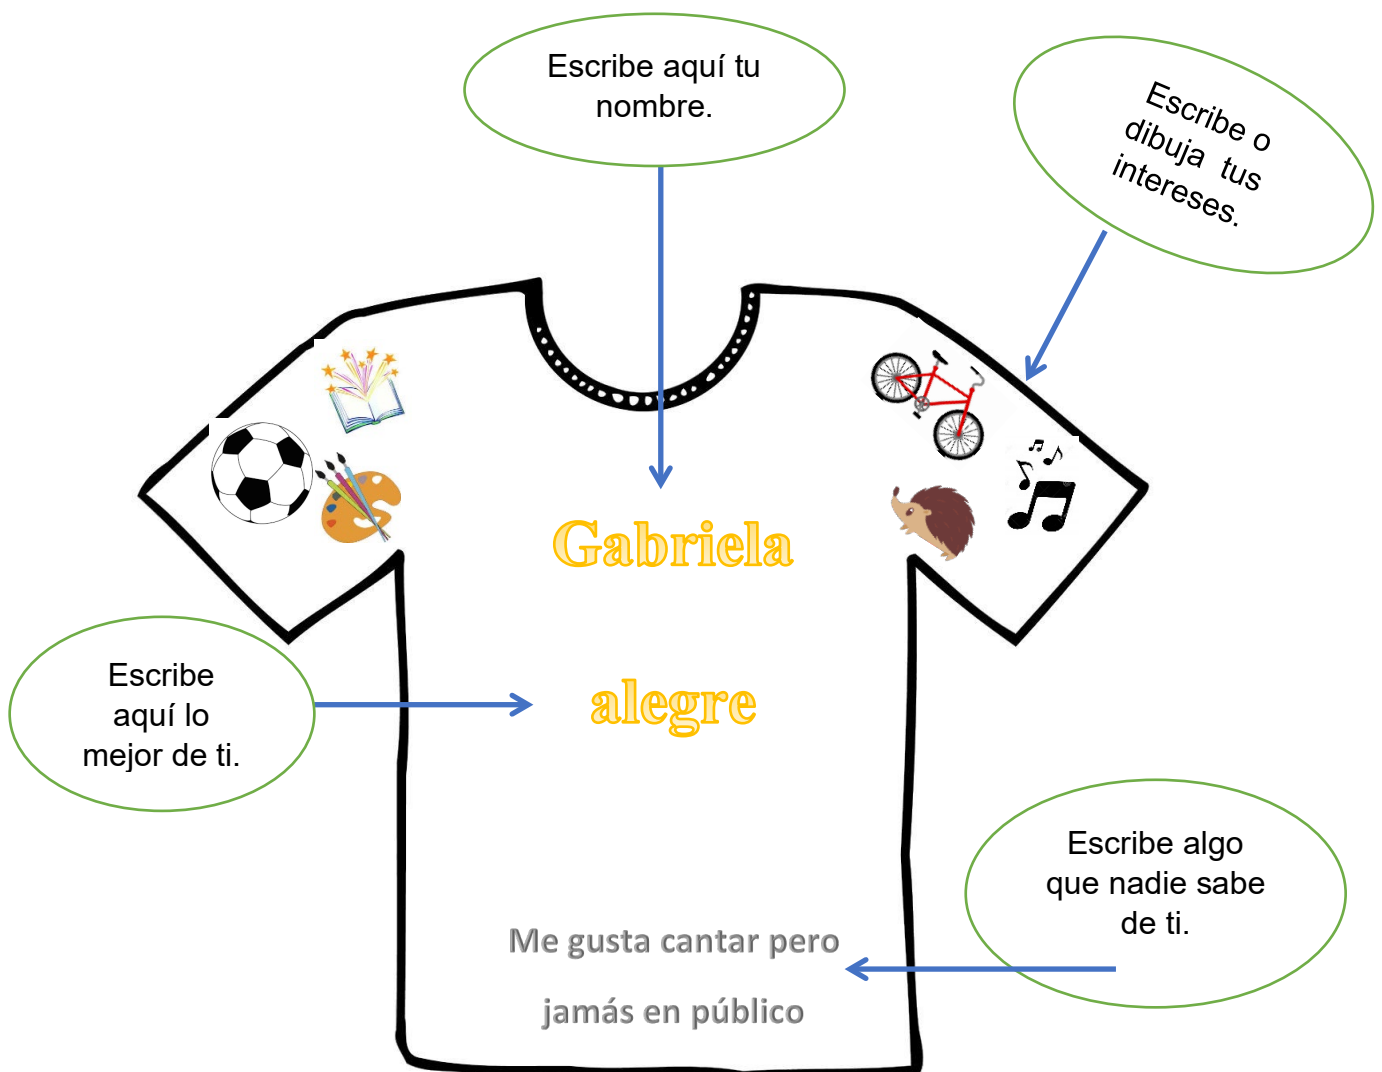 Escribe aquí tu
nombre.
Escribe o
dibuja tus
intereses.
Gabriela
Escribe
aquí lo
mejor de ti.
alegre
Escribe algo
que nadie sabe
de ti.
Me gusta cantar pero
jamás en público